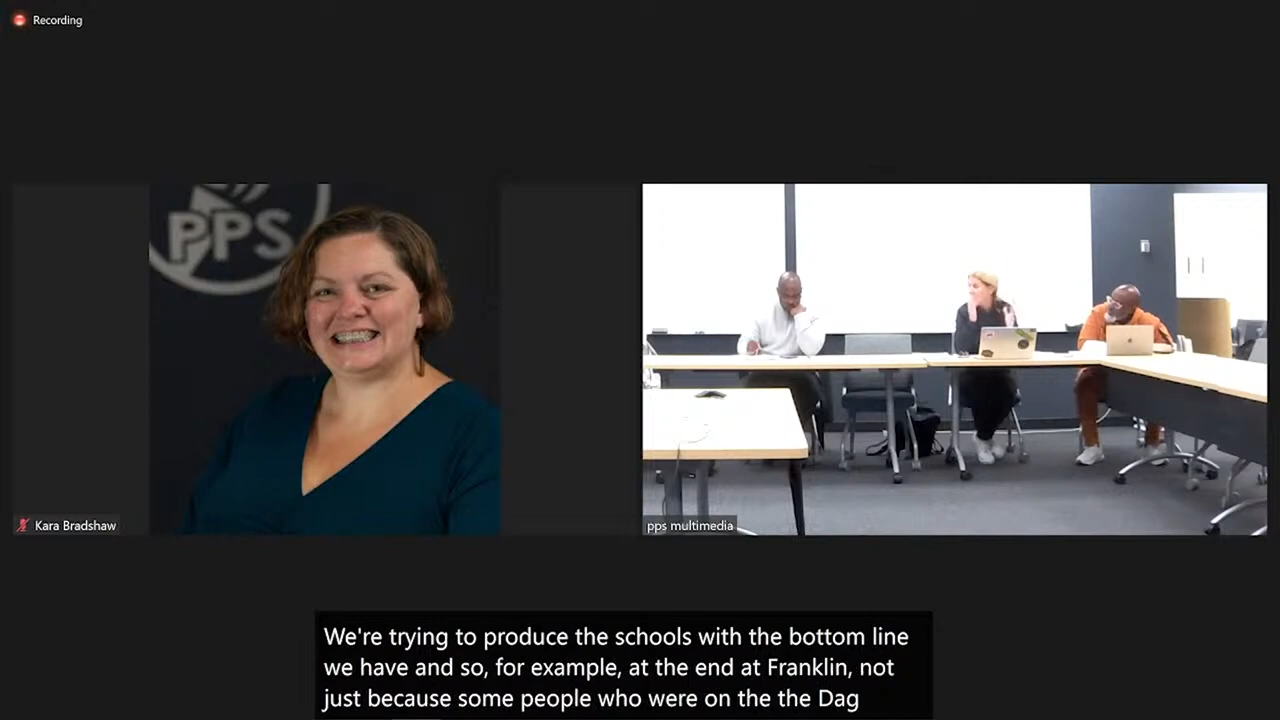 Recording
PPS
Kara Bradshaw
pps multimedia
We're trying to produce the schools with the bottom line
we have and so, for example, at the end at Franklin, not
just because some people who were on the the Dag